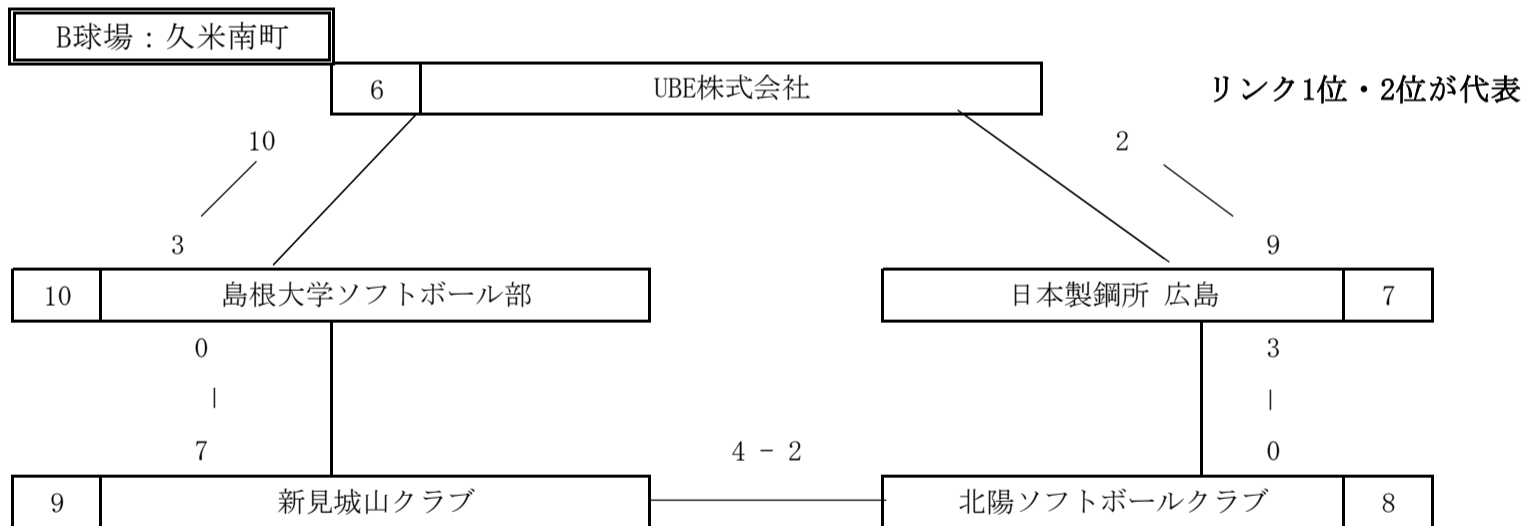 B球場：久米南町
6 UBE株式会社 リンク1位・2位が代表
10 2
3 9
10 島根大学ソフトボール部 日本製鋼所 広島 7
0 3
| |
7 4 - 2 0
9 新見城山クラブ 北陽ソフトボールクラブ 8